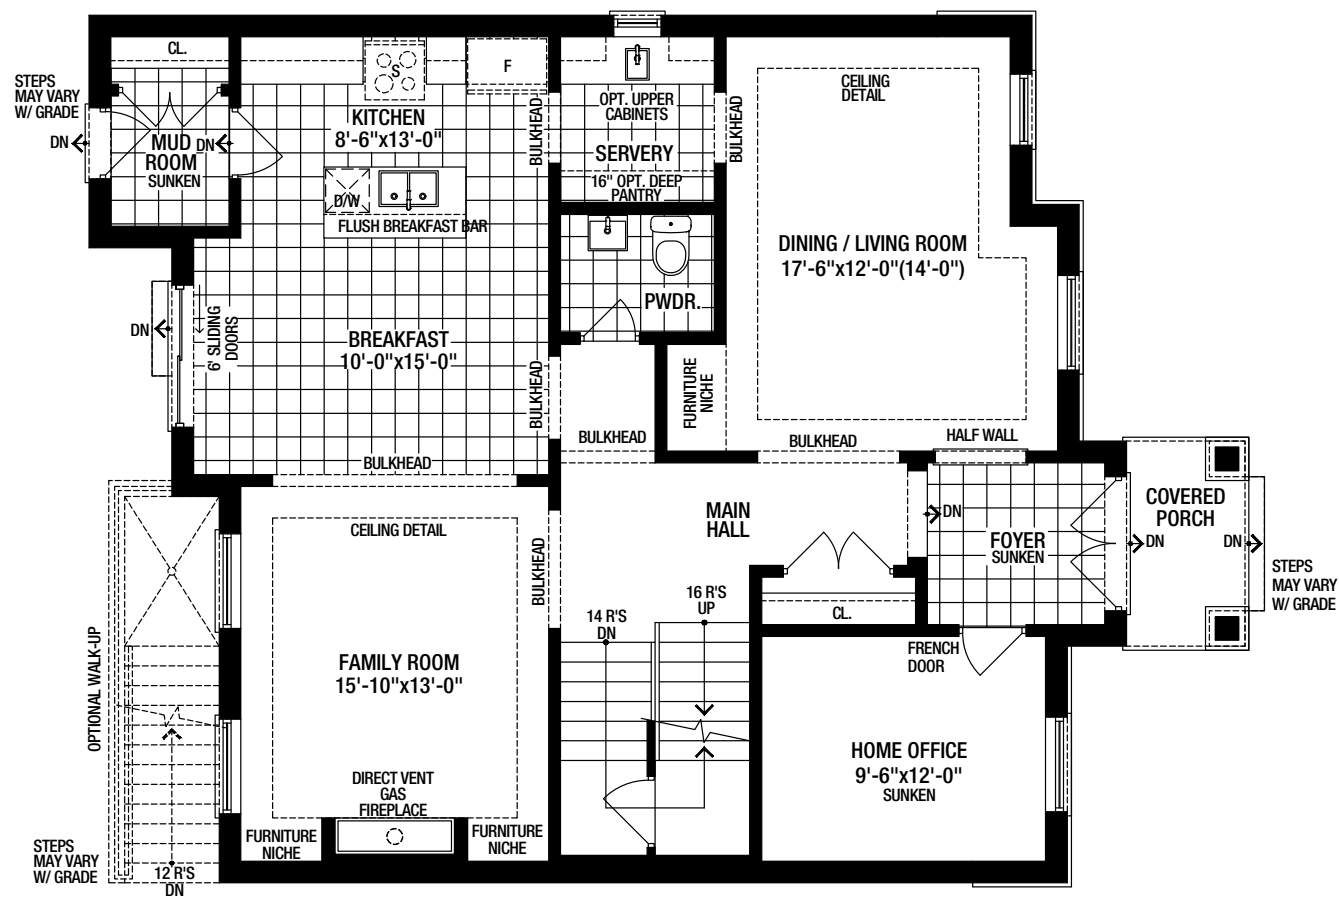 CL.
STEPS
MAY VARY
W/ GRADE
DN
MUD
ROOM
SUNKEN
DN
S
F
KITCHEN
8'-6"x13'-0"
D/W
FLUSH BREAKFAST BAR
BULKHEAD
OPT. UPPER
CABINETS
SERVERY
16" OPT. DEEP
PANTRY
BULKHEAD
CEILING
DETAIL
DINING / LIVING ROOM
17'-6"x12'-0"(14'-0")
PWDR.
DN
6' SLIDING
DOORS
BREAKFAST
10'-0"x15'-0"
BULKHEAD
FURNITURE
NICHE
BULKHEAD
BULKHEAD
HALF WALL
BULKHEAD
MAIN
HALL
DN
FOYER
SUNKEN
COVERED
PORCH
DN
DN
STEPS
MAY VARY
W/ GRADE
CEILING DETAIL
BULKHEAD
FAMILY ROOM
15'-10"x13'-0"
14 R'S
DN
16 R'S
UP
CL.
FRENCH
DOOR
HOME OFFICE
9'-6"x12'-0"
SUNKEN
OPTIONAL WALK-UP
DIRECT VENT
GAS
FIREPLACE
FURNITURE
NICHE
FURNITURE
NICHE
STEPS
MAY VARY
W/ GRADE
12 R'S
DN